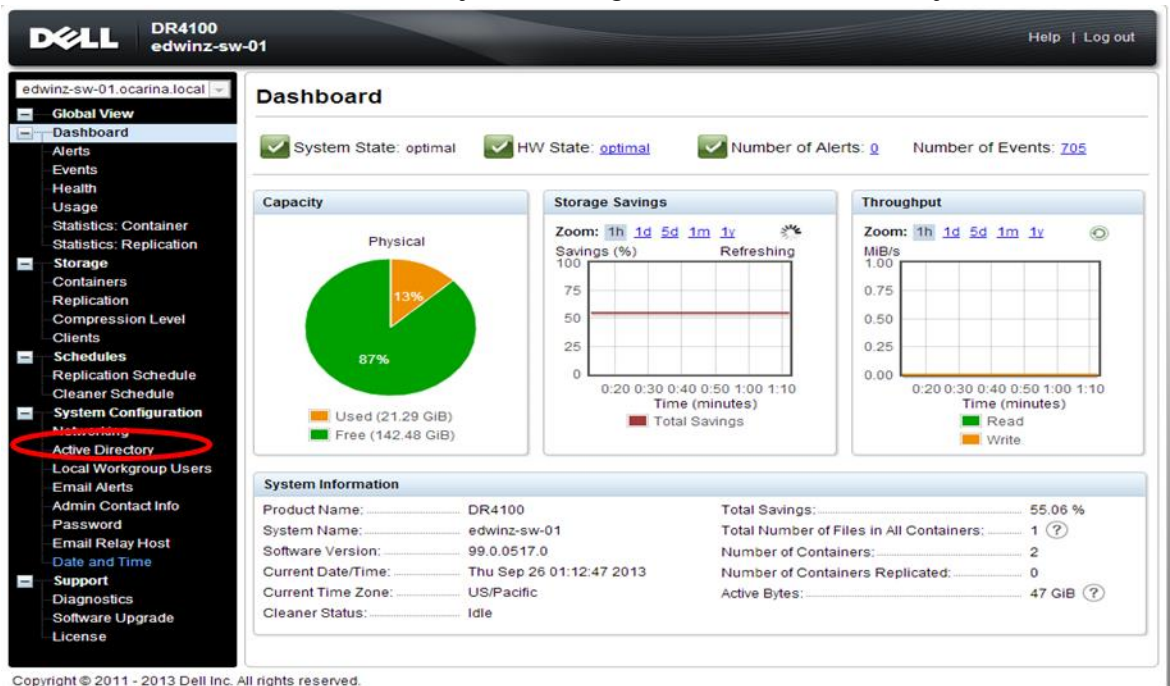 DELL
DR4100
edwinz-sw-01
Help | Log out
edwinz-sw-01.ocarina.local
Global View
Dashboard
Alerts
Events
Health
Usage
Statistics: Container
Statistics: Replication
Storage
Containers
Replication
Compression Level
Clients
Schedules
Replication Schedule
Cleaner Schedule
System Configuration
Networking
Active Directory
Local Workgroup Users
Email Alerts
Admin Contact Info
Password
Email Relay Host
Date and Time
Support
Diagnostics
Software Upgrade
License
Dashboard
System State: optimal HW State: optimal Number of Alerts: 0 Number of Events: 705
Capacity
Physical
13%
87%
Used (21.29 GiB)
Free (142.48 GiB)
Storage Savings
Zoom: 1h 1d 5d 1m 1y
Savings (%) Refreshing
100
75
50
25
0
0:20 0:30 0:40 0:50 1:00 1:10
Time (minutes)
Total Savings
Throughput
Zoom: 1h 1d 5d 1m 1y
MiB/s
1.00
0.75
0.50
0.25
0.00
0:20 0:30 0:40 0:50 1:00 1:10
Time (minutes)
Read
Write
System Information
Product Name: DR4100
System Name: edwinz-sw-01
Software Version: 99.0.0517.0
Current Date/Time: Thu Sep 26 01:12:47 2013
Current Time Zone: US/Pacific
Cleaner Status: Idle
Total Savings: 55.06 %
Total Number of Files in All Containers: 1 ?
Number of Containers: 2
Number of Containers Replicated: 0
Active Bytes: 47 GiB ?
Copyright © 2011 - 2013 Dell Inc. All rights reserved.